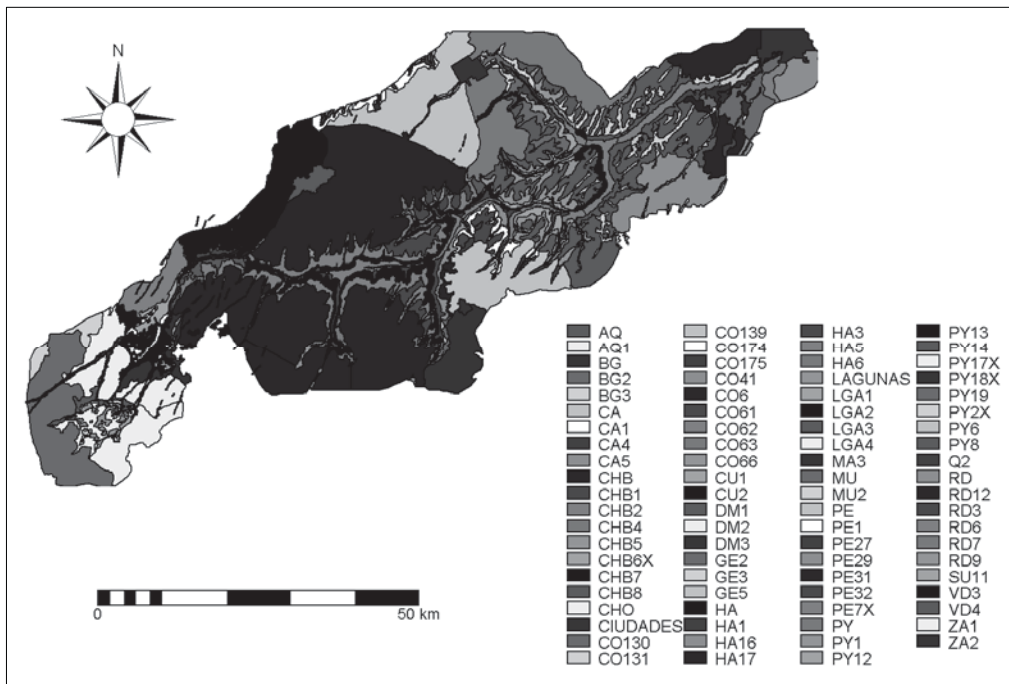 N
0
50 km
AQ
AQ1
BG
BG2
BG3
CA
CA1
CA4
CA5
CHB
CHB1
CHB2
CHB4
CHB5
CHB6X
CHB7
CHB8
CHO
CIUDADES
CO130
CO131
CO139
CO174
CO175
CO41
CO6
CO61
CO62
CO63
CO66
CU1
CU2
DM1
DM2
DM3
GE2
GE3
GE5
HA
HA1
HA16
HA17
HA3
HA5
HA6
LAGUNAS
LGA1
LGA2
LGA3
LGA4
MA3
MU
MU2
PE
PE1
PE27
PE29
PE31
PE32
PE7X
PY
PY1
PY12
PY13
PY14
PY17X
PY18X
PY19
PY2X
PY6
PY8
Q2
RD
RD12
RD3
RD6
RD7
RD9
SU11
VD3
VD4
ZA1
ZA2